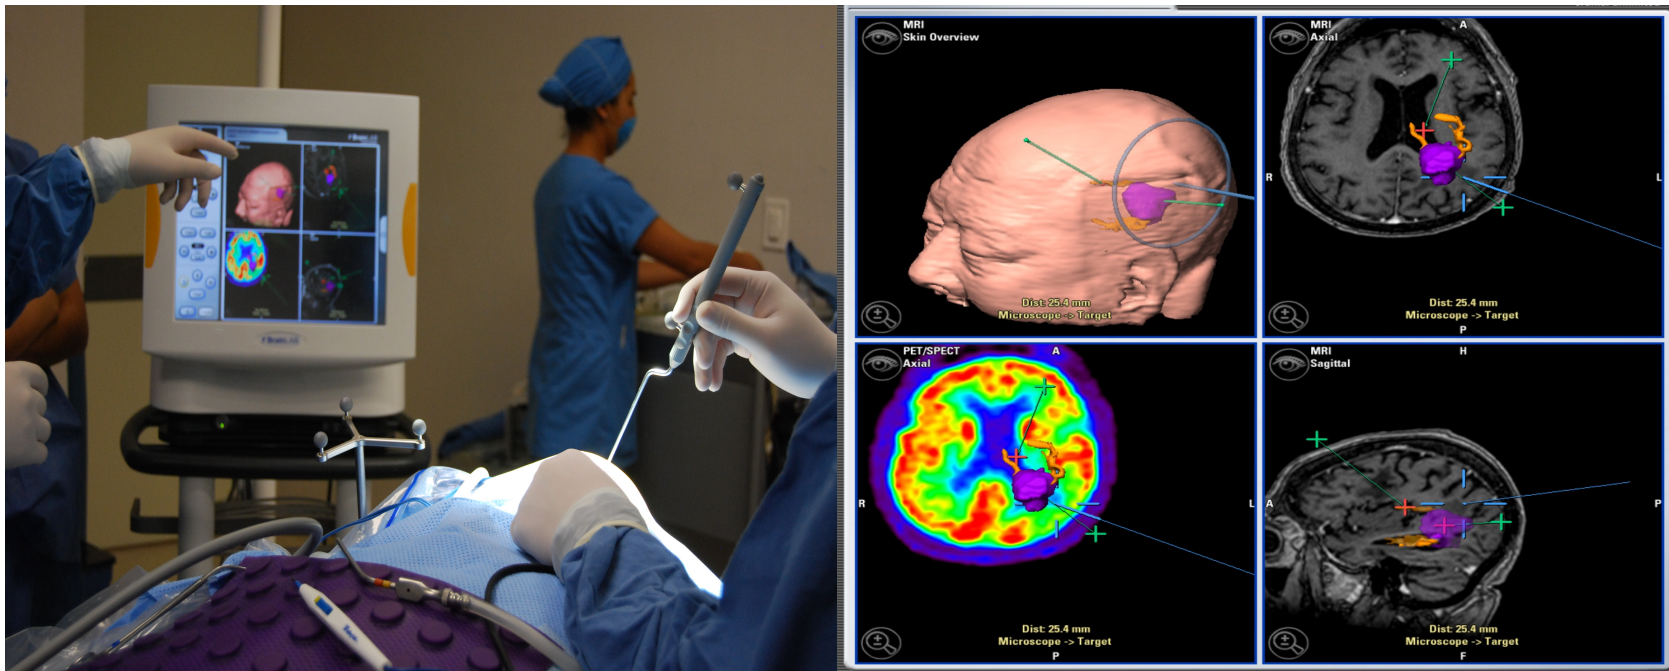 BrainLAB
MRI
Skin Overview
Dist: 25.4 mm
Microscope -> Target
MRI
Axial
A
R
L
Dist: 25.4 mm
Microscope -> Target
P
PET/SPECT
Axial
A
R
L
Dist: 25.4 mm
Microscope -> Target
P
MRI
Sagittal
H
A
P
Dist: 25.4 mm
Microscope -> Target
F